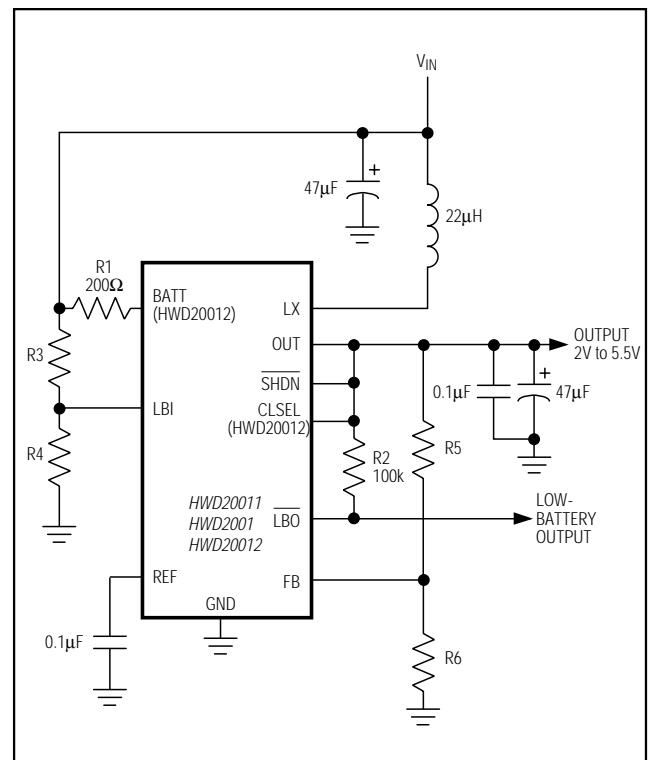 VIN
47µF
+
22µH
R1
200Ω
BATT
(HWD20012)
LX
OUT
OUTPUT
2V to 5.5V
R3
SHDN
0.1µF
+
47µF
LBI
CLSEL
(HWD20012)
R4
R2
100k
R5
HWD20011
HWD2001
HWD20012
LBO
LOW-
BATTERY
OUTPUT
REF
FB
GND
0.1µF
R6